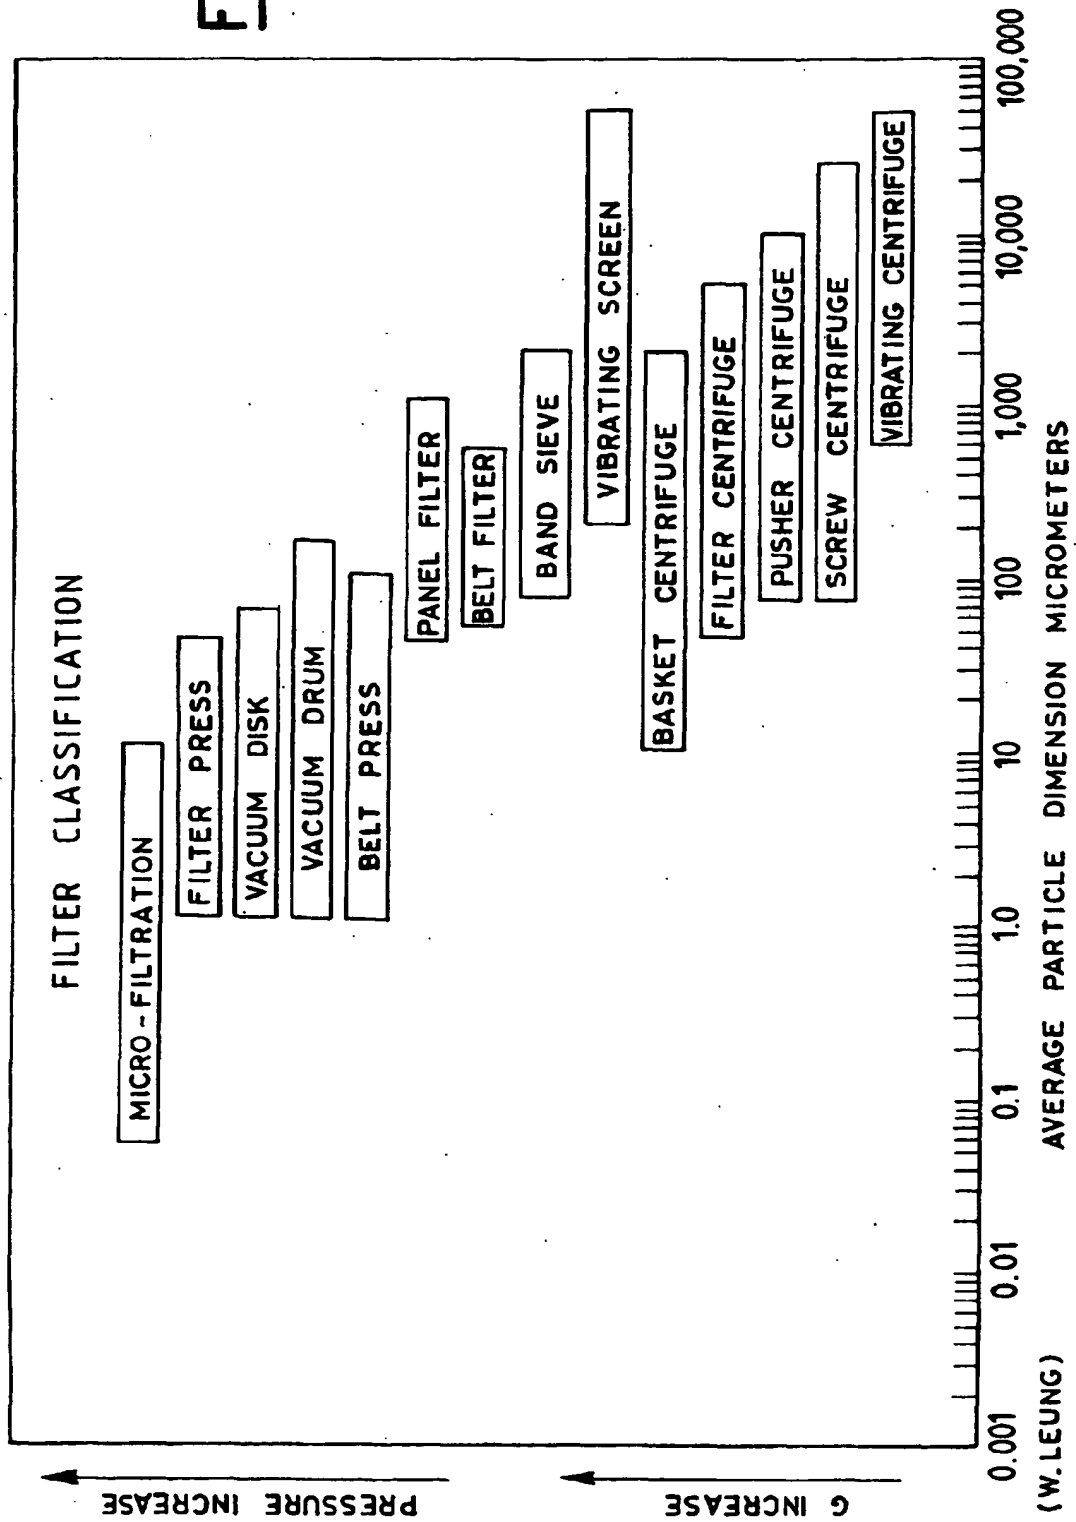 F
FILTER CLASSIFICATION
MICRO-FILTRATION
FILTER PRESS
VACUUM DISK
VACUUM DRUM
BELT PRESS
PANEL FILTER
BELT FILTER
BAND SIEVE
VIBRATING SCREEN
BASKET CENTRIFUGE
FILTER CENTRIFUGE
PUSHER CENTRIFUGE
SCREW CENTRIFUGE
VIBRATING CENTRIFUGE
PRESSURE INCREASE
G INCREASE
0.001 0.01 0.1 1.0 10 100 1,000 10,000 100,000
AVERAGE PARTICLE DIMENSION MICROMETERS
(W. LEUNG)